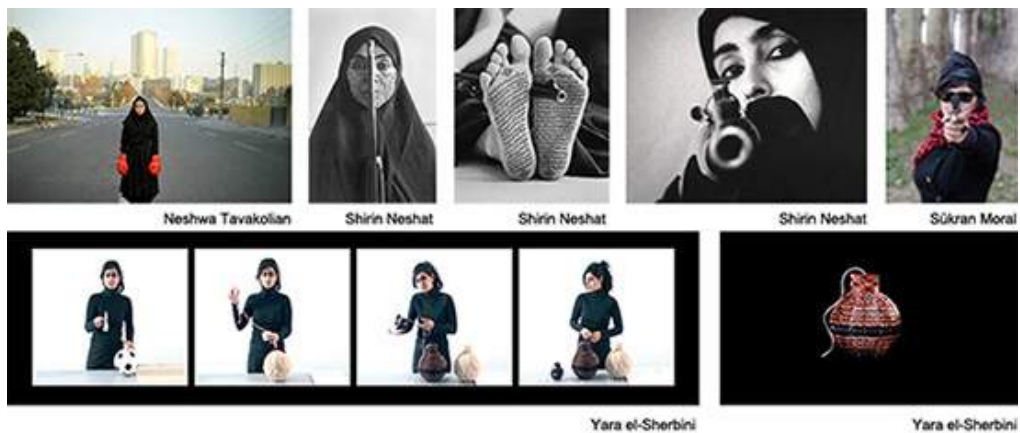 Neshwa Tavakolian
Shirin Neshat
Shirin Neshat
Shirin Neshat
Sükran Moral
Yara el-Sherbini
Yara el-Sherbini